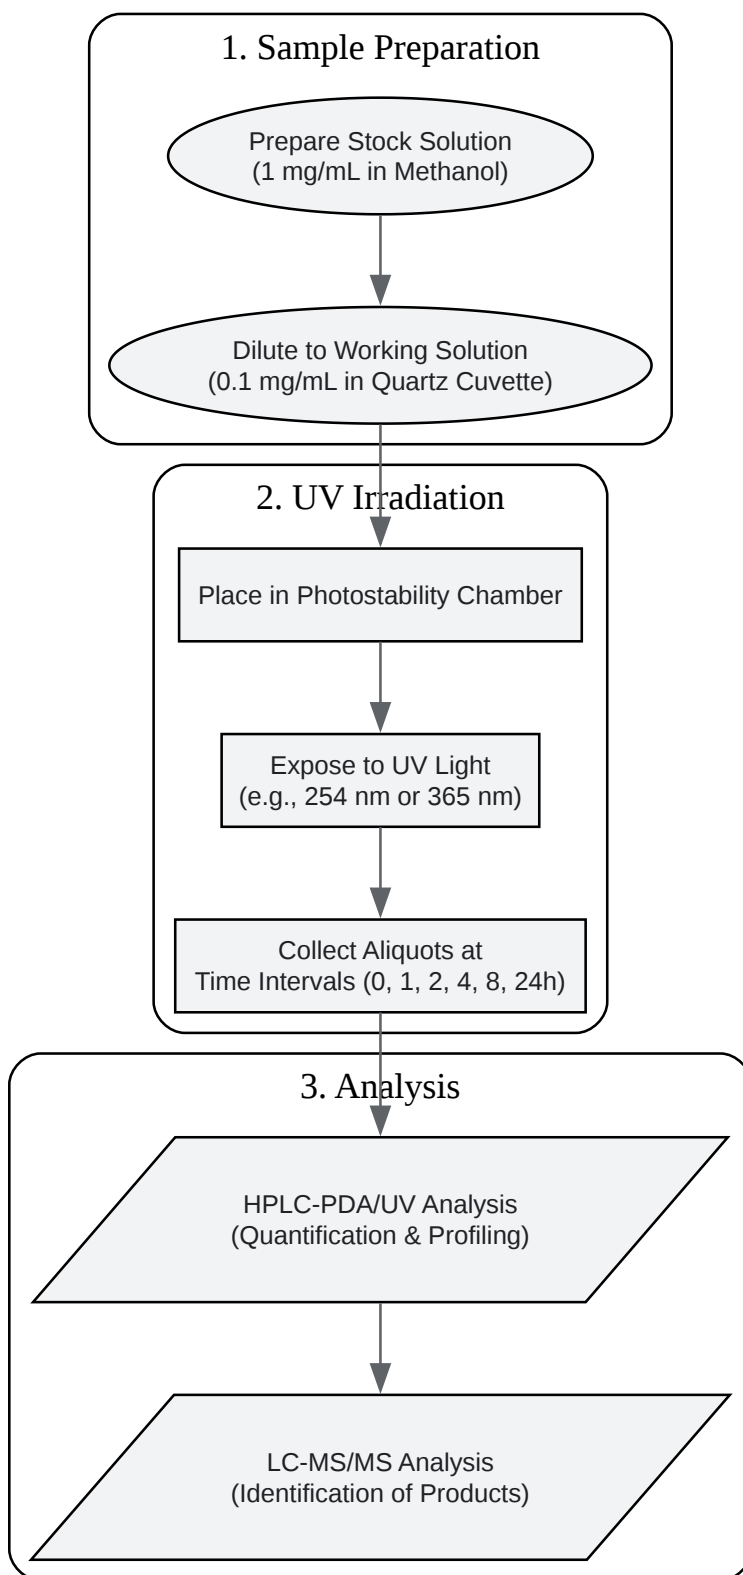 1. Sample Preparation
Prepare Stock Solution
(1 mg/mL in Methanol)
Dilute to Working Solution
(0.1 mg/mL in Quartz Cuvette)
2. UV Irradiation
Place in Photostability Chamber
Expose to UV Light
(e.g., 254 nm or 365 nm)
Collect Aliquots at
Time Intervals (0, 1, 2, 4, 8, 24h)
3. Analysis
HPLC-PDA/UV Analysis
(Quantification & Profiling)
LC-MS/MS Analysis
(Identification of Products)